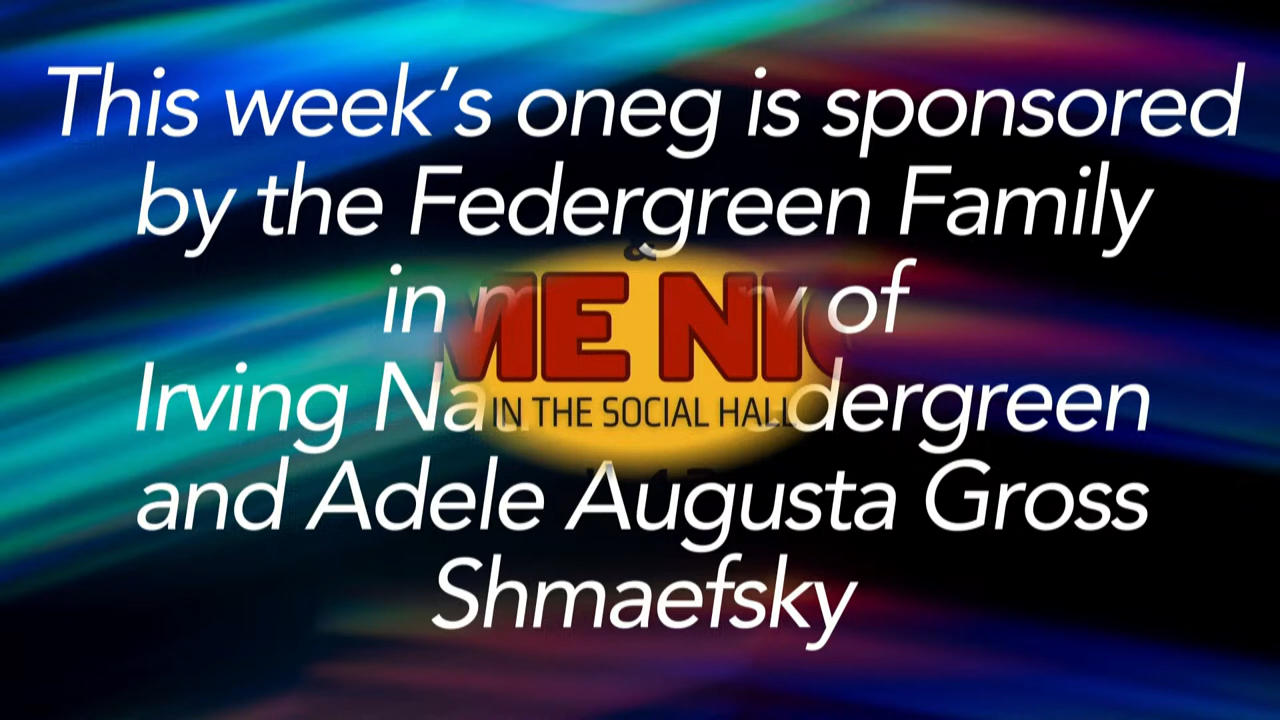 This week's oneg is sponsored
by the Federgreen Family
&
in of
Irving
IN THE SOCIAL HALL
and Adele Augusta Gross
Shmaefsky